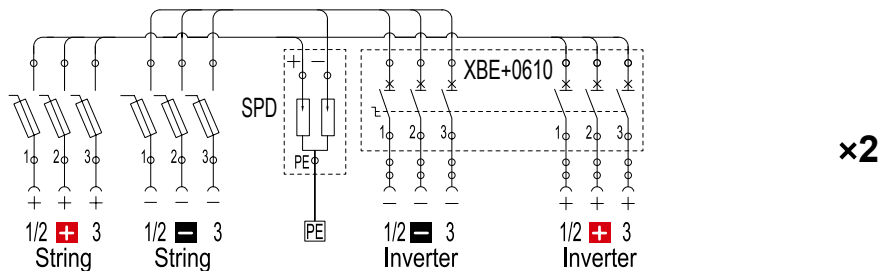 XBE+0610
+ −
SPD
1 2 3 1 2 3 PE 1 2 3 1 2 3
×2
+ + + − − − − − − + + +
1/2 + 3 1/2 − 3 PE 1/2 − 3 1/2 + 3
String String Inverter Inverter